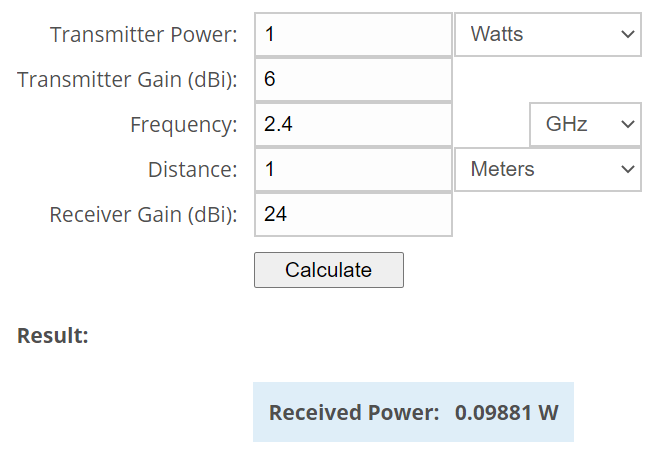 Transmitter Power: 1 Watts
Transmitter Gain (dBi): 6
Frequency: 2.4 GHz
Distance: 1 Meters
Receiver Gain (dBi): 24
Calculate
Result:
Received Power: 0.09881 W